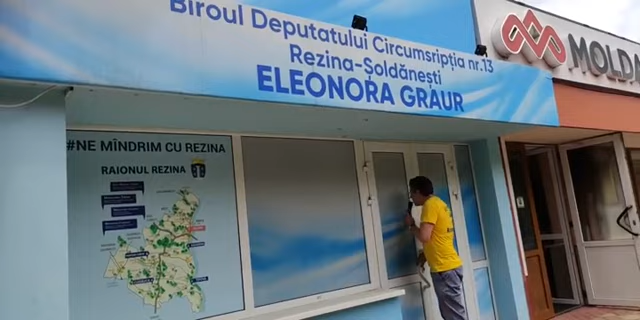 Biroul Deputatului Circumsripția nr.13
Rezina-Șoldănești
ELEONORA GRAUR
MOLDA
#NE MÎNDRIM CU REZINA
RAIONUL REZINA